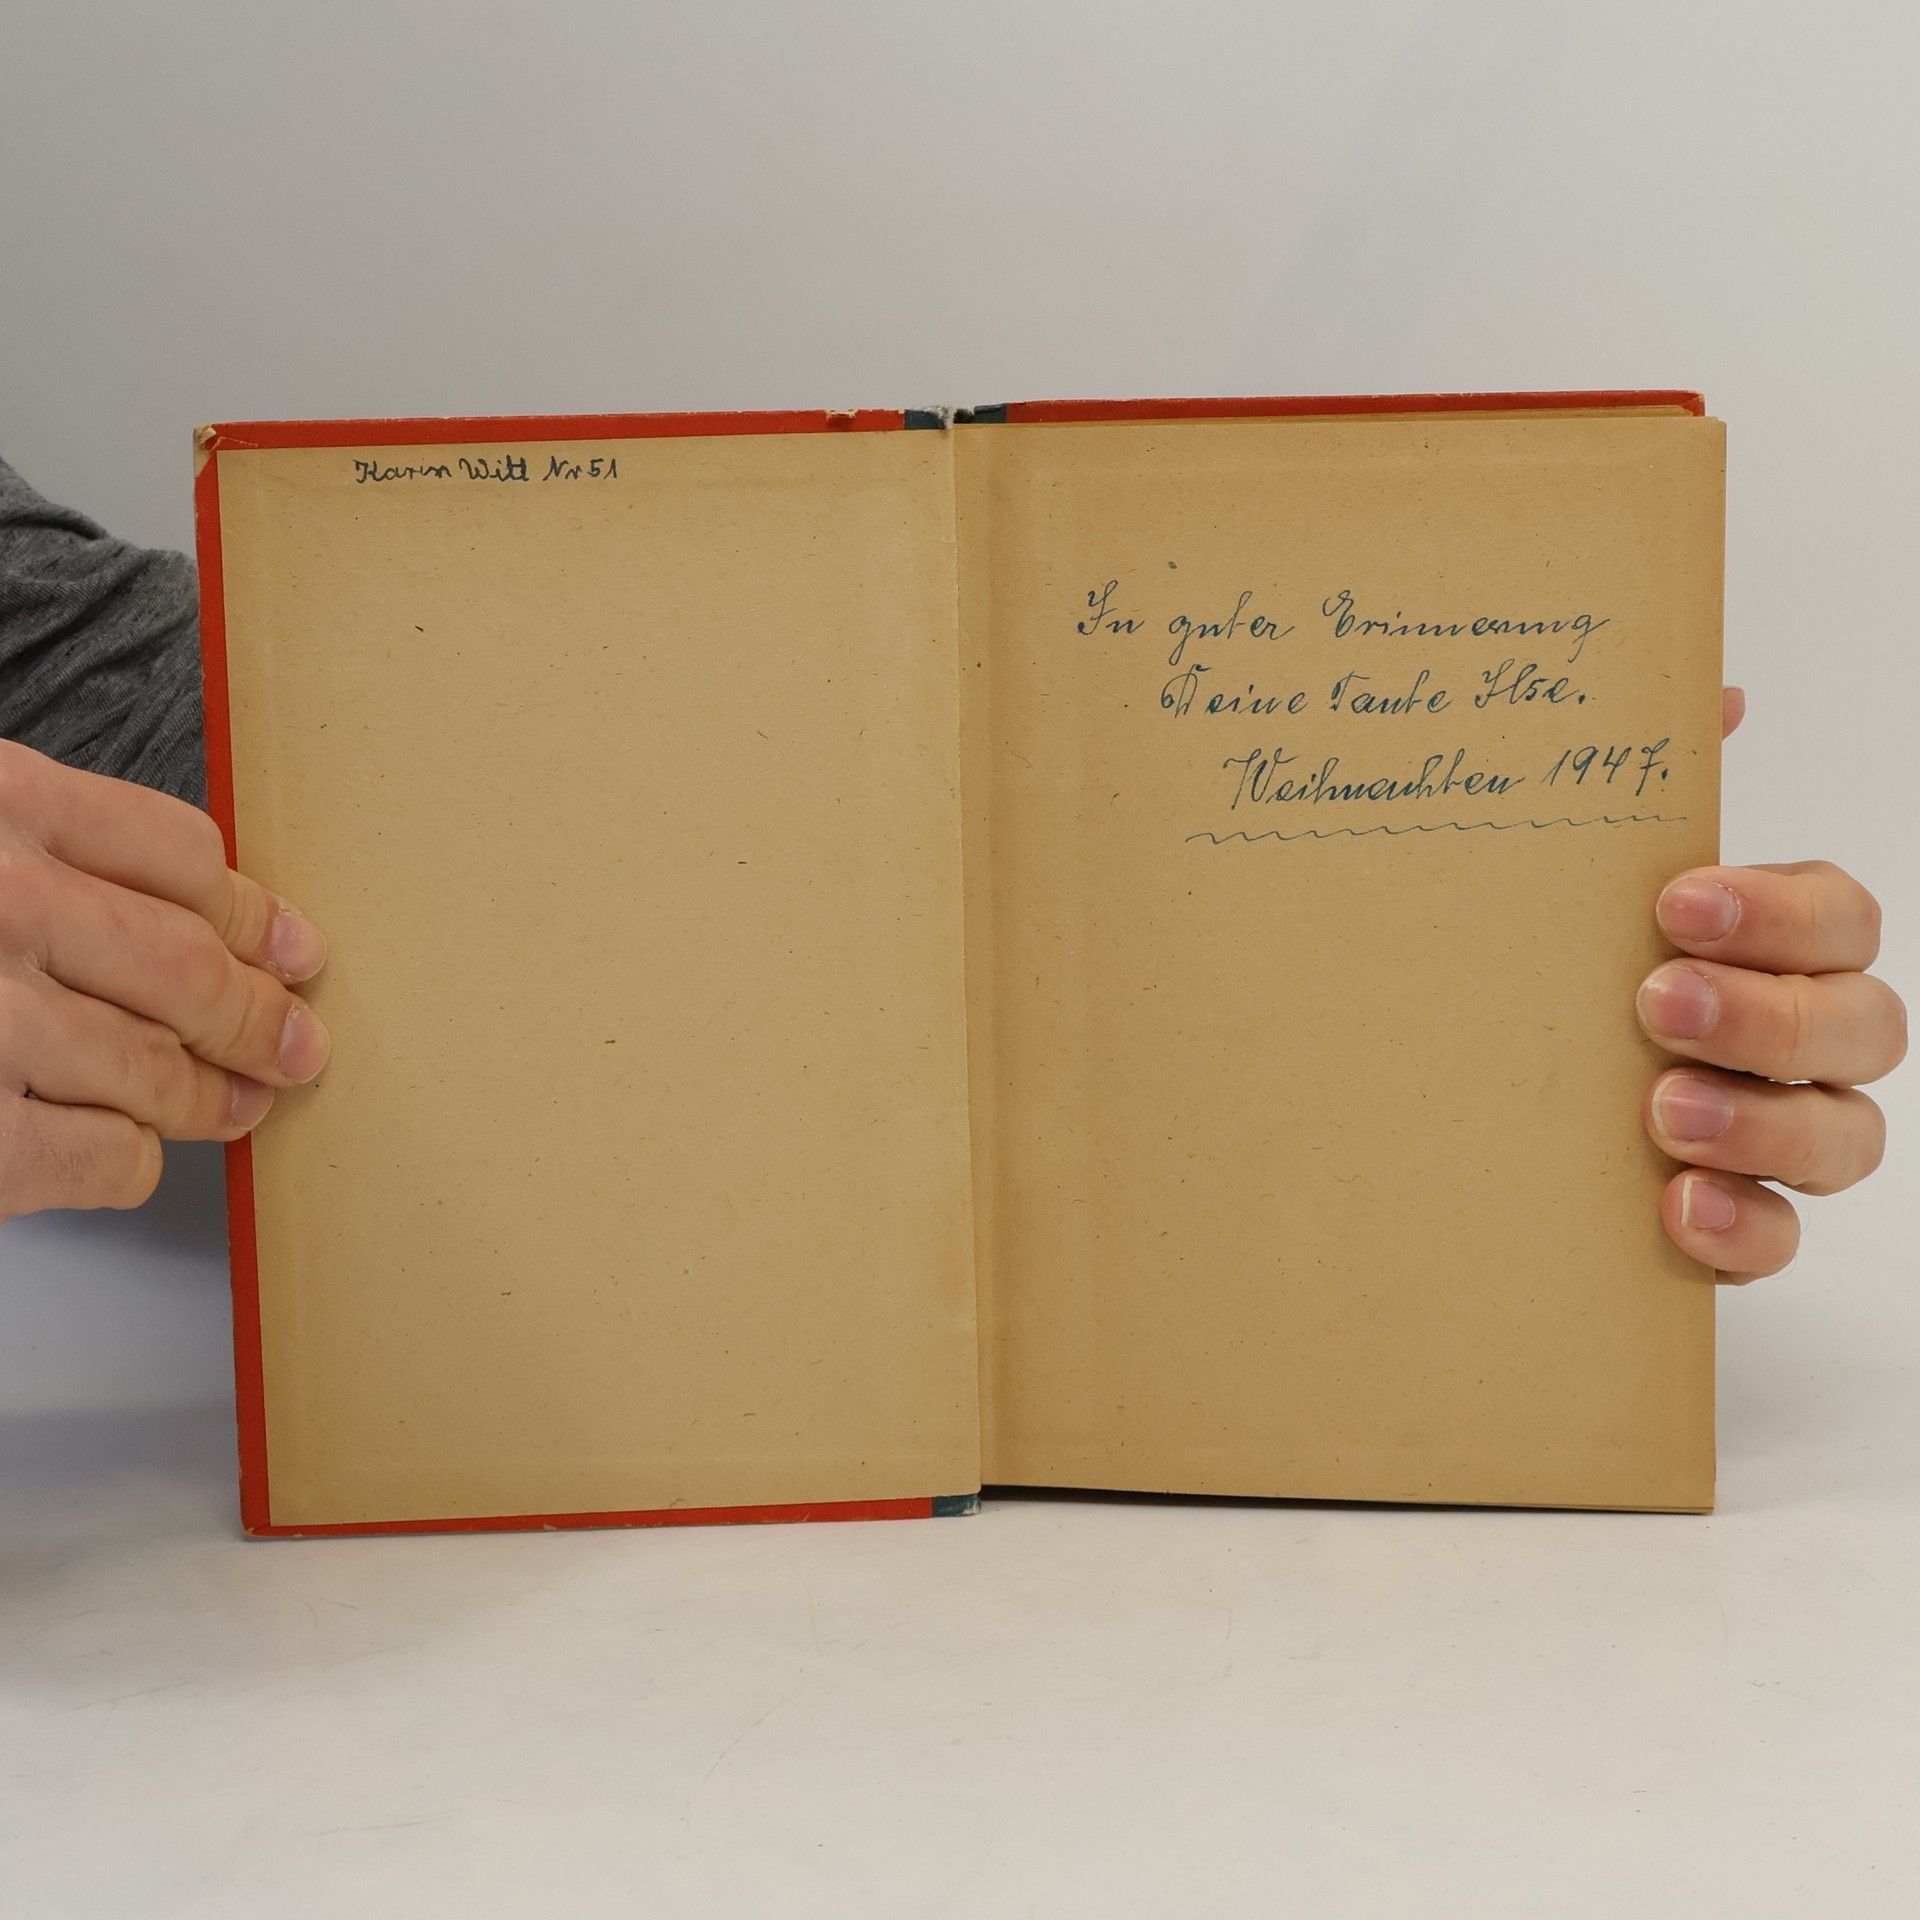 Karin Witt Nr 51
In guter Erinnerung
Deine Tante Ilse.
Weihnachten 1947.